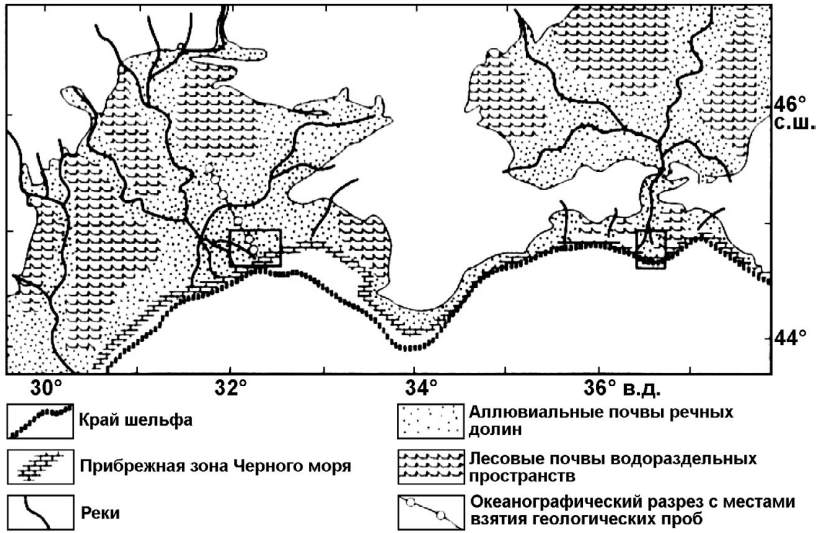 46°
с.ш.
44°
30°
32°
34°
36° в.д.
Край шельфа
Прибрежная зона Черного моря
Реки
Аллювиальные почвы речных
долин
Лесовые почвы водораздельных
пространств
Океанографический разрез с местами
взятия геологических проб